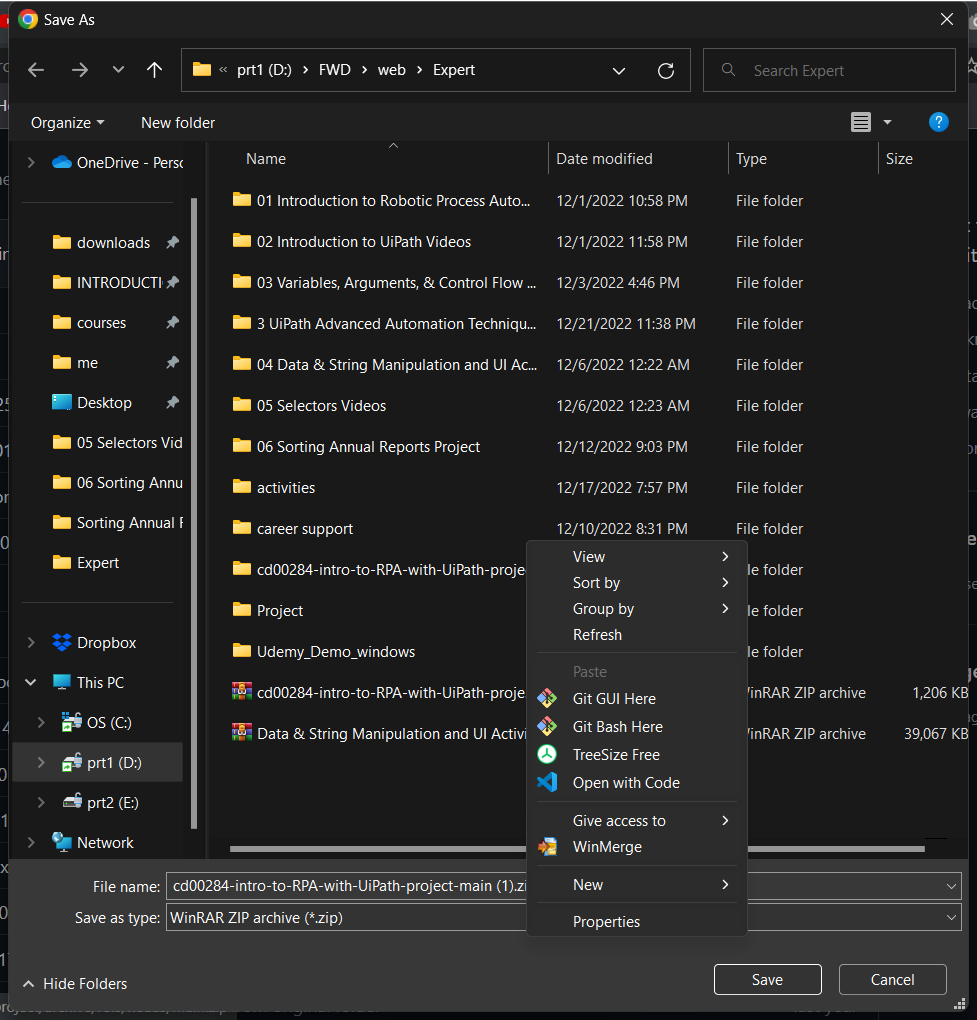 Save As
prt1 (D:) › FWD › web › Expert
Search Expert
Organize
New folder
OneDrive - Perso
downloads
INTRODUCTI
courses
me
Desktop
05 Selectors Vid
06 Sorting Annu
Sorting Annual R
Expert
Dropbox
This PC
OS (C:)
prt1 (D:)
prt2 (E:)
Network
Name Date modified Type Size
01 Introduction to Robotic Process Auto... 12/1/2022 10:58 PM File folder
02 Introduction to UiPath Videos 12/1/2022 11:58 PM File folder
03 Variables, Arguments, & Control Flow ... 12/3/2022 4:46 PM File folder
3 UiPath Advanced Automation Techniqu... 12/21/2022 11:38 PM File folder
04 Data & String Manipulation and UI Ac... 12/6/2022 12:22 AM File folder
05 Selectors Videos 12/6/2022 12:23 AM File folder
06 Sorting Annual Reports Project 12/12/2022 9:03 PM File folder
activities 12/17/2022 7:57 PM File folder
career support 12/10/2022 8:31 PM File folder
cd00284-intro-to-RPA-with-UiPath-projec le folder
Project le folder
Udemy_Demo_windows le folder
cd00284-intro-to-RPA-with-UiPath-proje inRAR ZIP archive 1,206 KB
Data & String Manipulation and UI Activi inRAR ZIP archive 39,067 KB
View
Sort by
Group by
Refresh
Paste
Git GUI Here
Git Bash Here
TreeSize Free
Open with Code
Give access to
WinMerge
New
Properties
File name: cd00284-intro-to-RPA-with-UiPath-project-main (1).zi
Save as type: WinRAR ZIP archive (*.zip)
Hide Folders
Save
Cancel